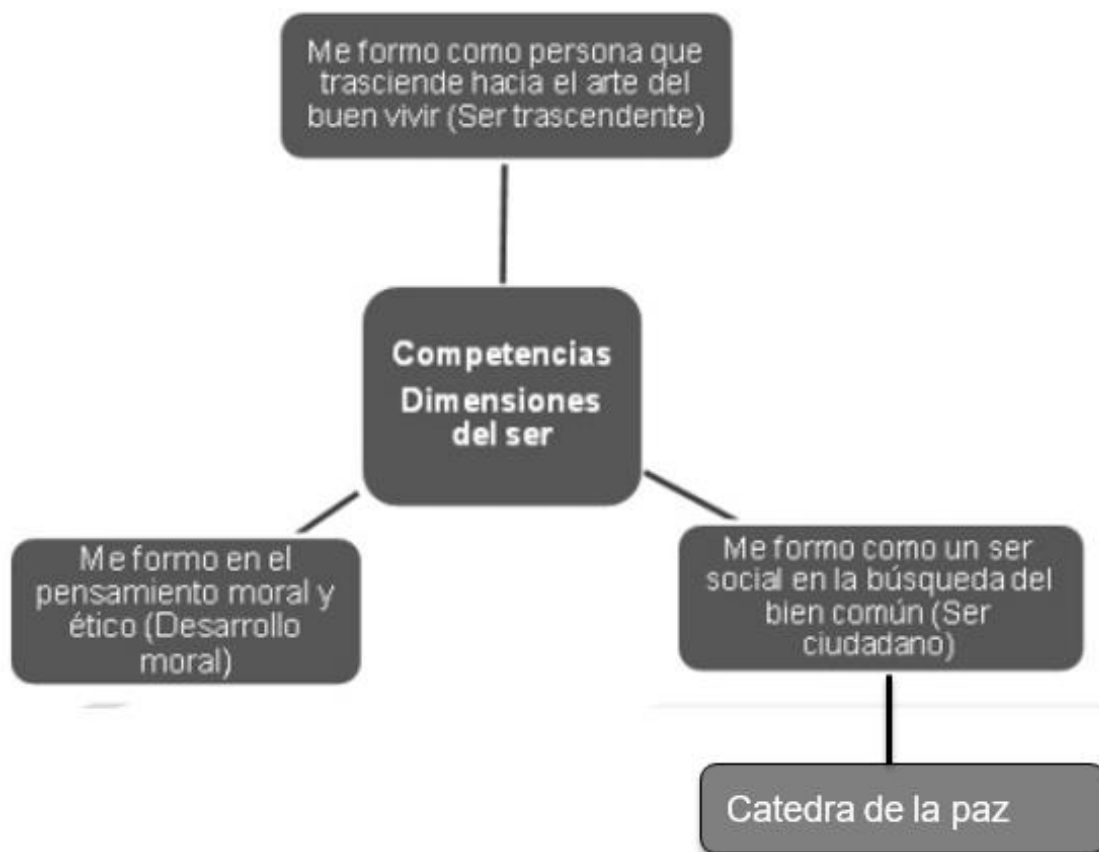 Me formo como persona que
trasciende hacia el arte del
buen vivir (Ser trascendente)
Competencias
Dimensiones
del ser
Me formo en el
pensamiento moral y
ético (Desarrollo
moral)
Me formo como un ser
social en la búsqueda del
bien común (Ser
ciudadano)
Catedra de la paz